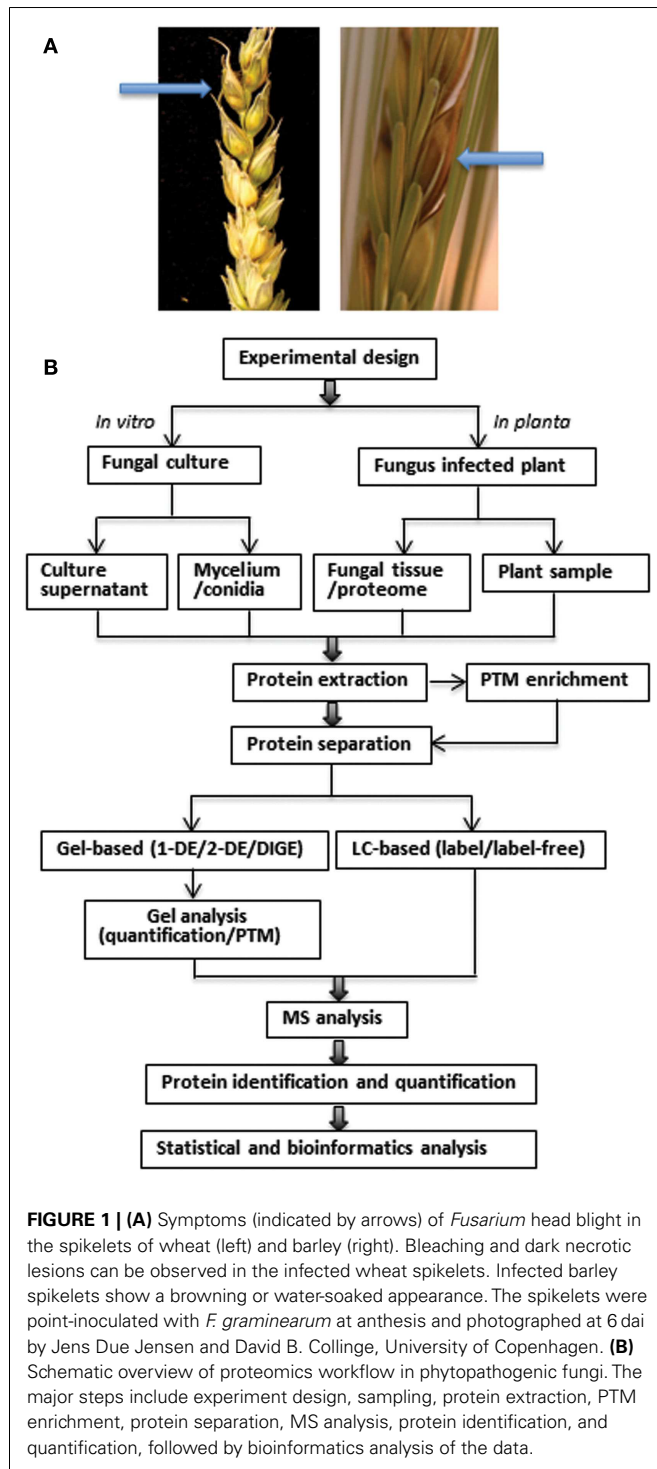 A
B
Experimental design
In vitro
In planta
Fungal culture
Fungus infected plant
Culture
supernatant
Mycelium
/conidia
Fungal tissue
/proteome
Plant sample
Protein extraction
PTM enrichment
Protein separation
Gel-based (1-DE/2-DE/DIGE)
LC-based (label/label-free)
Gel analysis
(quantification/PTM)
MS analysis
Protein identification and quantification
Statistical and bioinformatics analysis
FIGURE 1 | (A) Symptoms (indicated by arrows) of Fusarium head blight in
the spikelets of wheat (left) and barley (right). Bleaching and dark necrotic
lesions can be observed in the infected wheat spikelets. Infected barley
spikelets show a browning or water-soaked appearance. The spikelets were
point-inoculated with F. graminearum at anthesis and photographed at 6 dai
by Jens Due Jensen and David B. Collinge, University of Copenhagen. (B)
Schematic overview of proteomics workflow in phytopathogenic fungi. The
major steps include experiment design, sampling, protein extraction, PTM
enrichment, protein separation, MS analysis, protein identification, and
quantification, followed by bioinformatics analysis of the data.